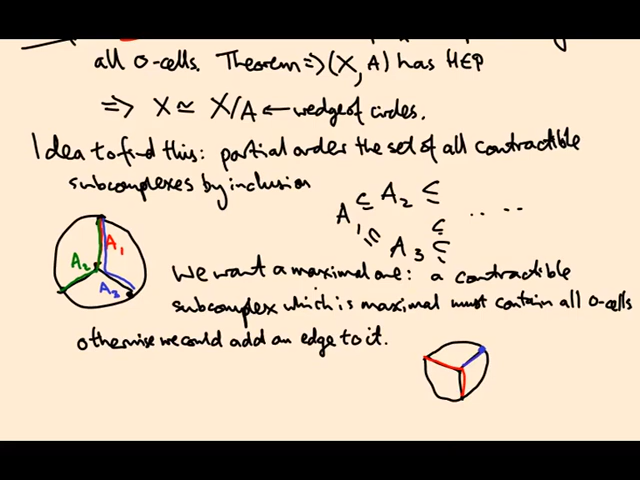 all 0-cells. Theorem ⇒ (X, A) has HEP
⇒ X ≃ X/A ← wedge of circles.
Idea to find this: partial order the set of all contractible
subcomplexes by inclusion
A₁ ⊆ A₂ ⊆ ....
⊆ A₃ ⊆
A₁
A₂
A₃
We want a maximal one: a contractible
subcomplex which is maximal must contain all 0-cells
otherwise we could add an edge to it.